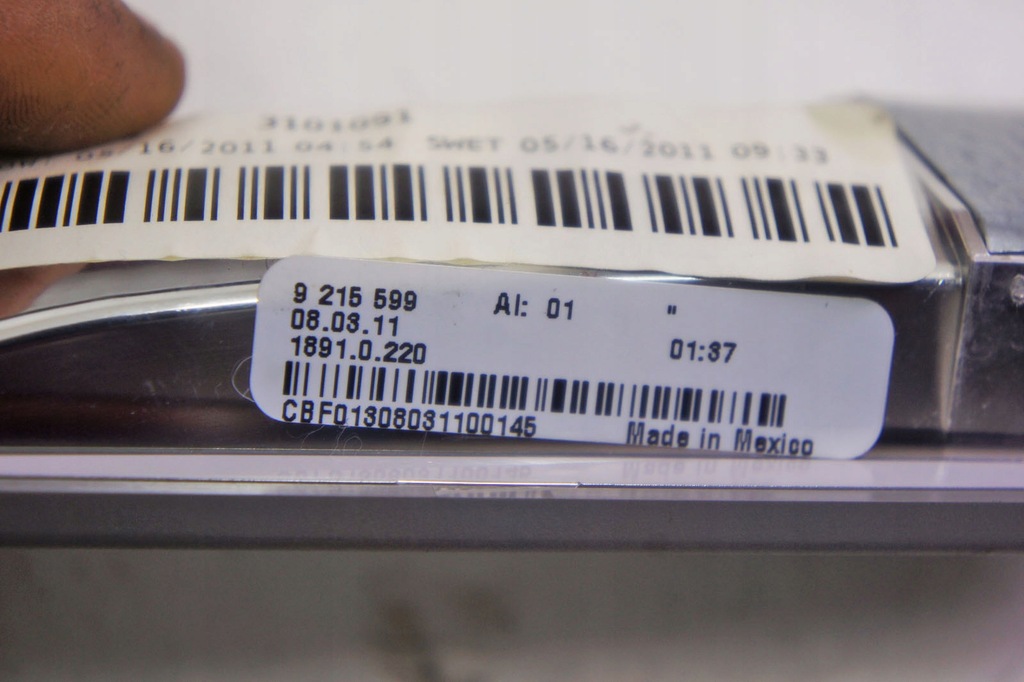 3101091
05/16/2011 04:54 SWET 05/16/2011 09:33
9 215 599 AI: 01 "
08.03.11
1891.0.220 01:37
CBF01308031100145
Made in Mexico